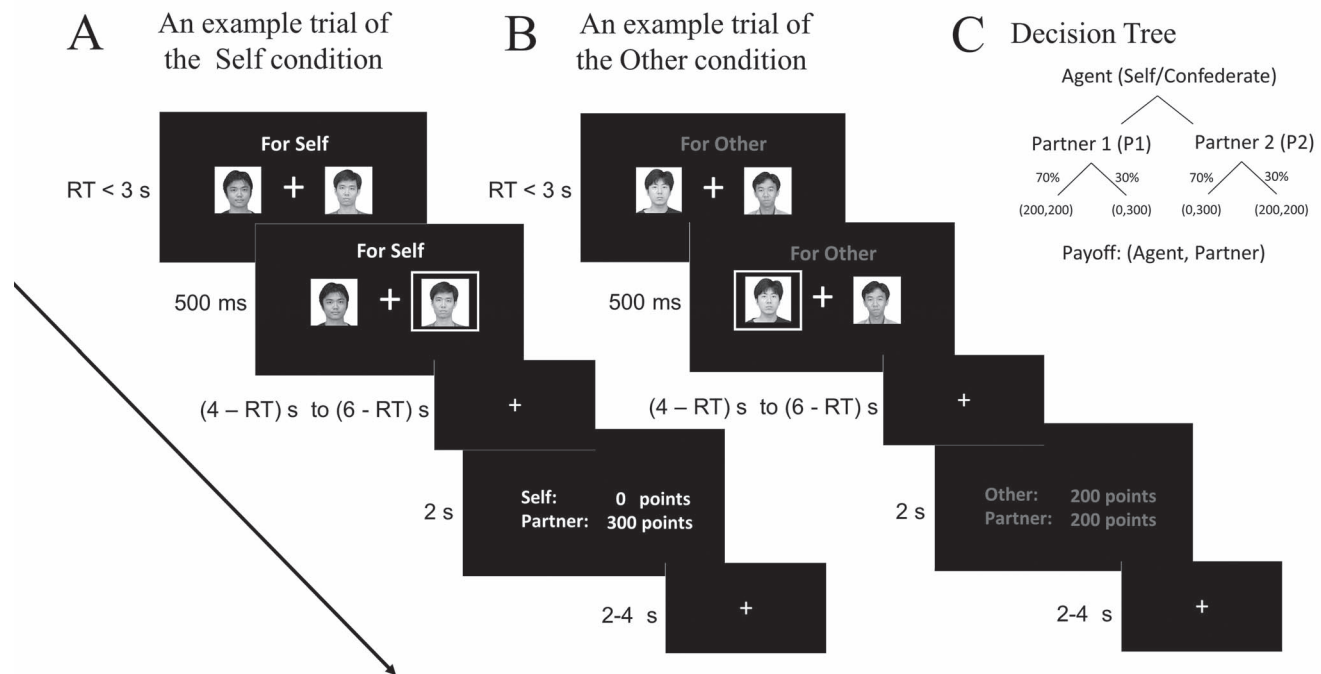 A
An example trial of
the Self condition
For Self
+
RT < 3 s
For Self
+
500 ms
(4 – RT) s to (6 - RT) s
+
Self: 0 points
Partner: 300 points
2 s
2-4 s
+
B
An example trial of
the Other condition
For Other
+
RT < 3 s
For Other
+
500 ms
(4 – RT) s to (6 - RT) s
+
Other: 200 points
Partner: 200 points
2 s
2-4 s
+
C Decision Tree
Agent (Self/Confederate)
Partner 1 (P1) Partner 2 (P2)
70% 30% 70% 30%
(200,200) (0,300) (0,300) (200,200)
Payoff: (Agent, Partner)